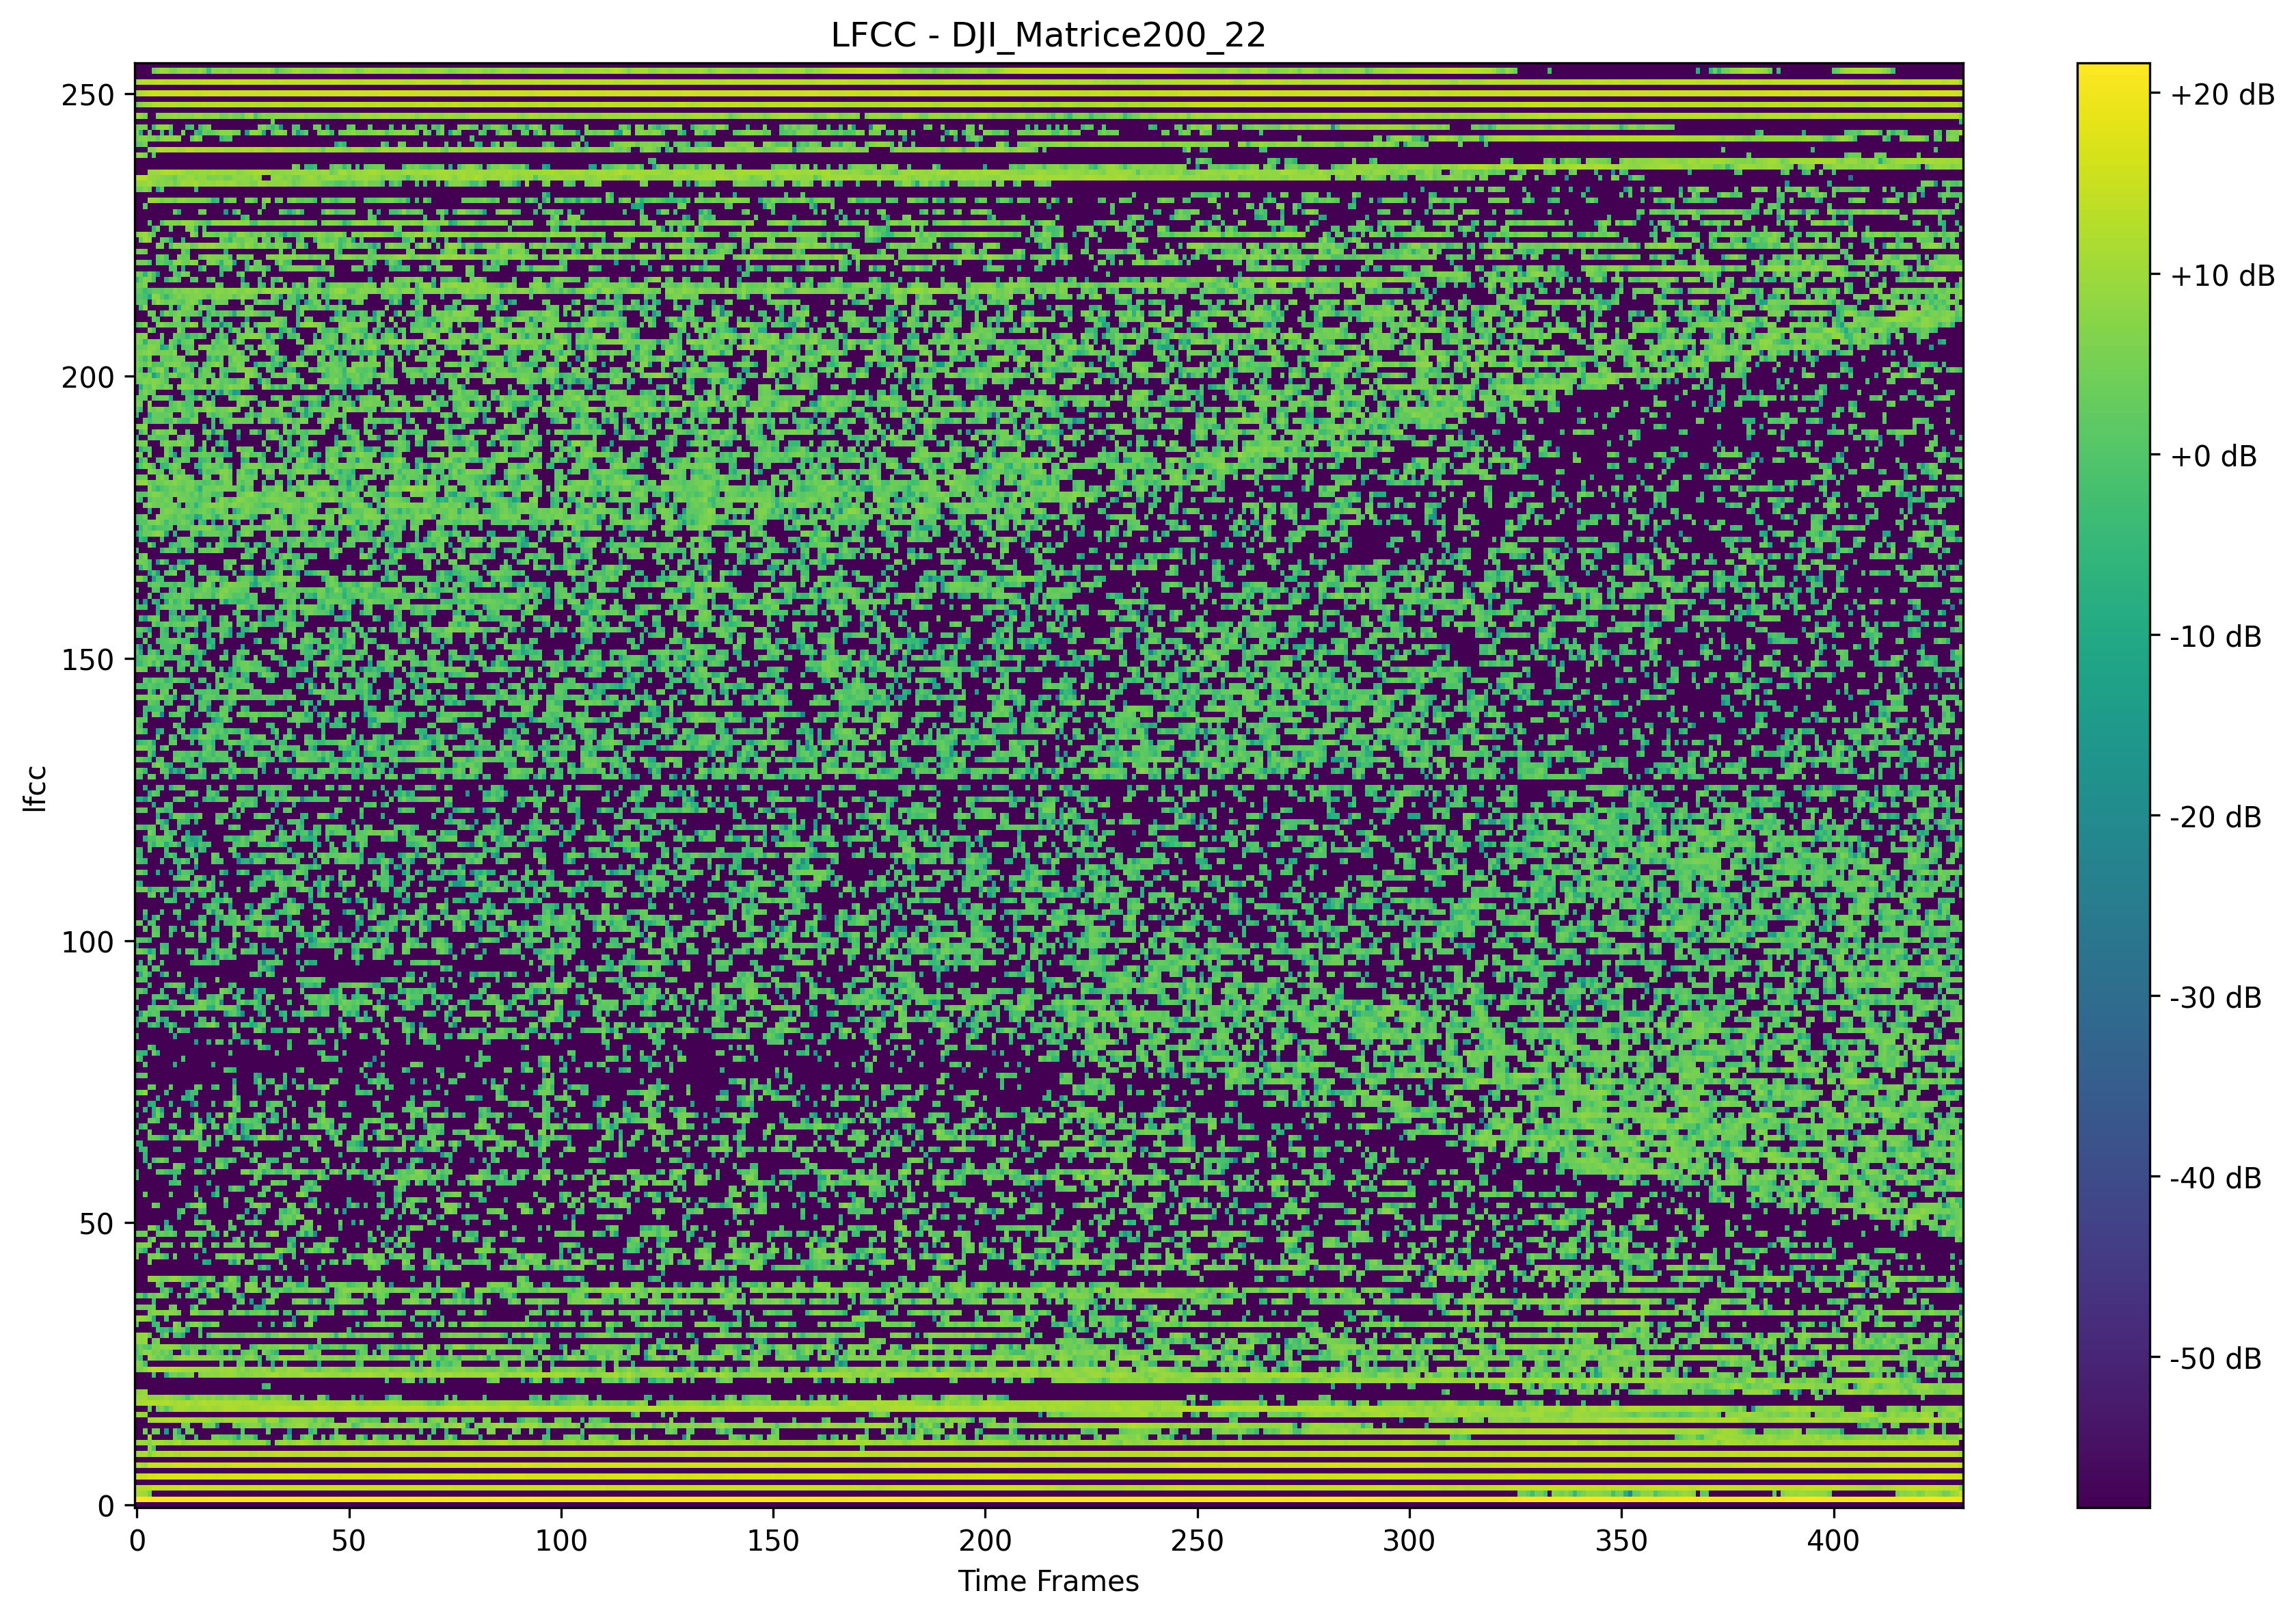 LFCC - DJI_Matrice200_22
250
200
150
100
50
0
lfcc
0 50 100 150 200 250 300 350 400
Time Frames
+20 dB
+10 dB
+0 dB
-10 dB
-20 dB
-30 dB
-40 dB
-50 dB